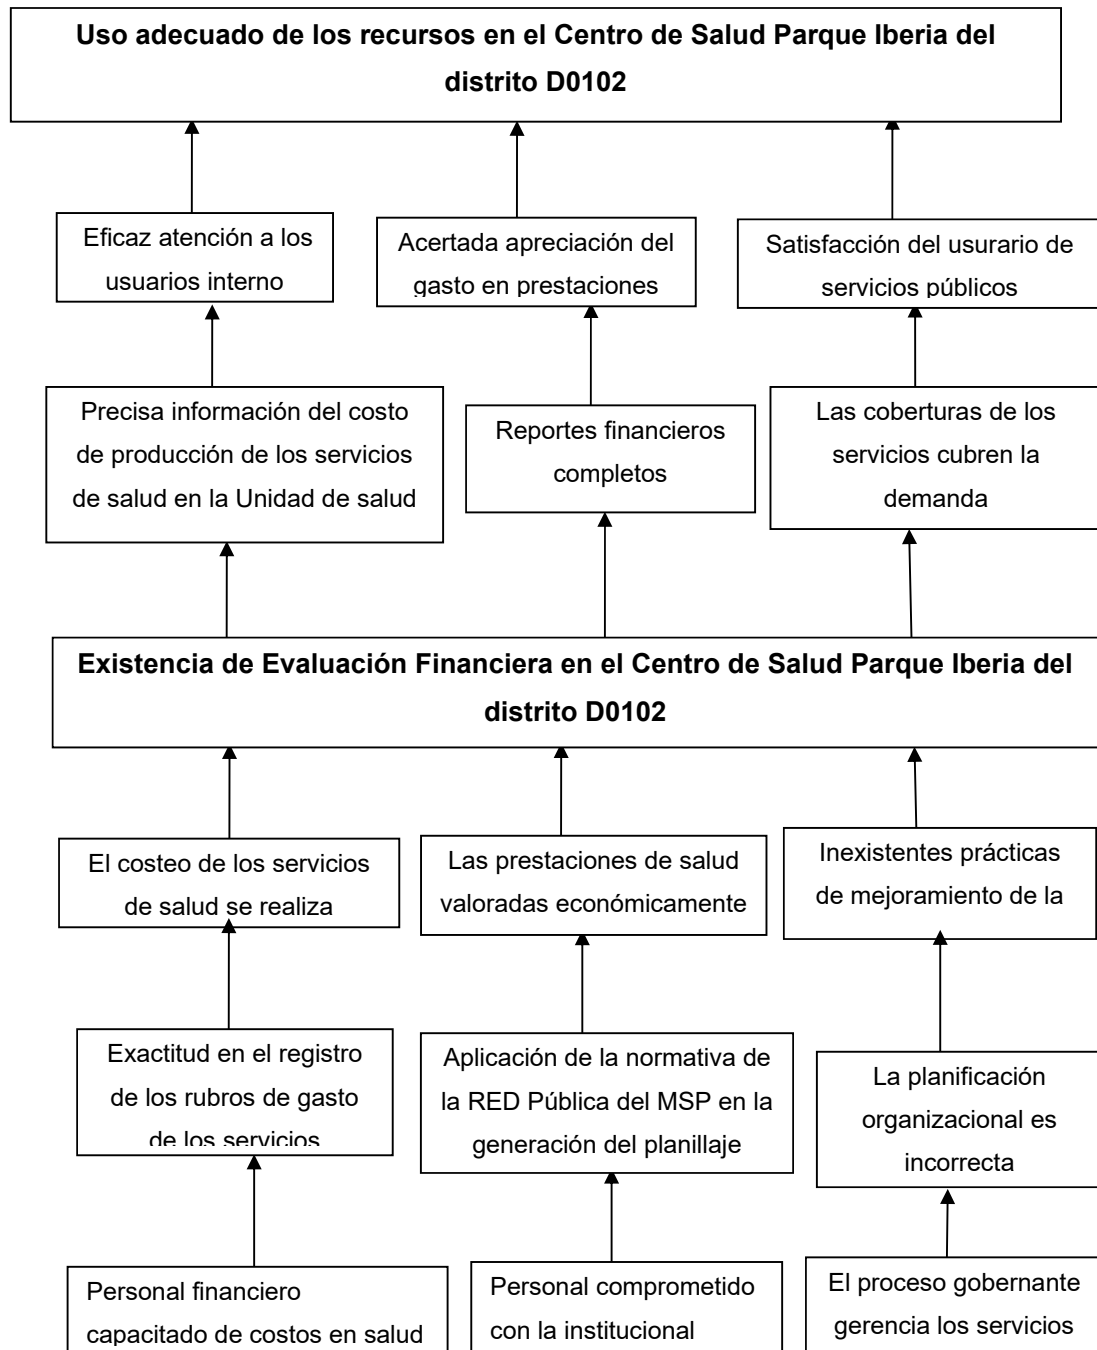 Uso adecuado de los recursos en el Centro de Salud Parque Iberia del
distrito D0102
Eficaz atención a los
usuarios interno
Acertada apreciación del
gasto en prestaciones
Satisfacción del usurario de
servicios públicos
Precisa información del costo
de producción de los servicios
de salud en la Unidad de salud
Reportes financieros
completos
Las coberturas de los
servicios cubren la
demanda
Existencia de Evaluación Financiera en el Centro de Salud Parque Iberia del
distrito D0102
El costeo de los servicios
de salud se realiza
Las prestaciones de salud
valoradas económicamente
Inexistentes prácticas
de mejoramiento de la
Exactitud en el registro
de los rubros de gasto
de los servicios
Aplicación de la normativa de
la RED Pública del MSP en la
generación del planillaje
La planificación
organizacional es
incorrecta
Personal financiero
capacitado de costos en salud
Personal comprometido
con la institucional
El proceso gobernante
gerencia los servicios